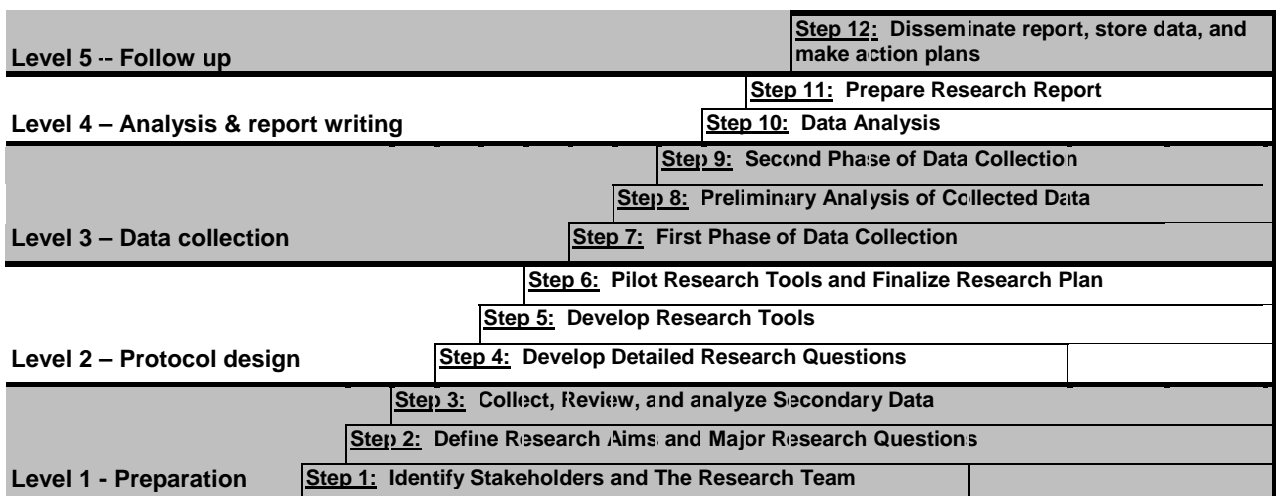 Step 12: Disseminate report, store data, and
make action plans
Level 5 -- Follow up
Step 11: Prepare Research Report
Level 4 – Analysis & report writing
Step 10: Data Analysis
Step 9: Second Phase of Data Collection
Step 8: Preliminary Analysis of Collected Data
Level 3 – Data collection
Step 7: First Phase of Data Collection
Step 6: Pilot Research Tools and Finalize Research Plan
Step 5: Develop Research Tools
Level 2 – Protocol design
Step 4: Develop Detailed Research Questions
Step 3: Collect, Review, and analyze Secondary Data
Step 2: Define Research Aims and Major Research Questions
Level 1 - Preparation
Step 1: Identify Stakeholders and The Research Team